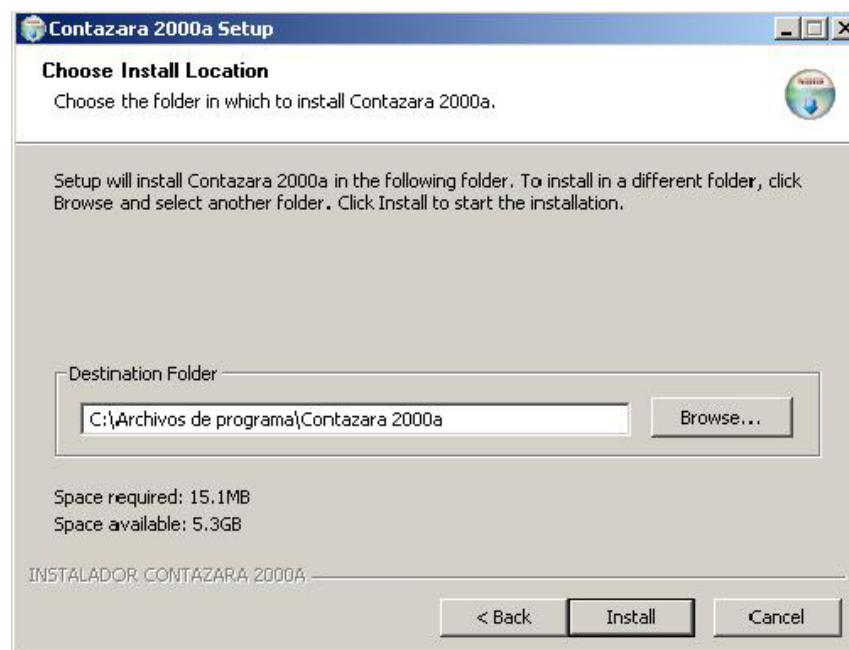 Contazara 2000a Setup
Choose Install Location
Choose the folder in which to install Contazara 2000a.
Setup will install Contazara 2000a in the following folder. To install in a different folder, click
Browse and select another folder. Click Install to start the installation.
Destination Folder
C:\Archivos de programa\Contazara 2000a
Browse...
Space required: 15.1MB
Space available: 5.3GB
INSTALADOR CONTAZARA 2000A
< Back
Install
Cancel